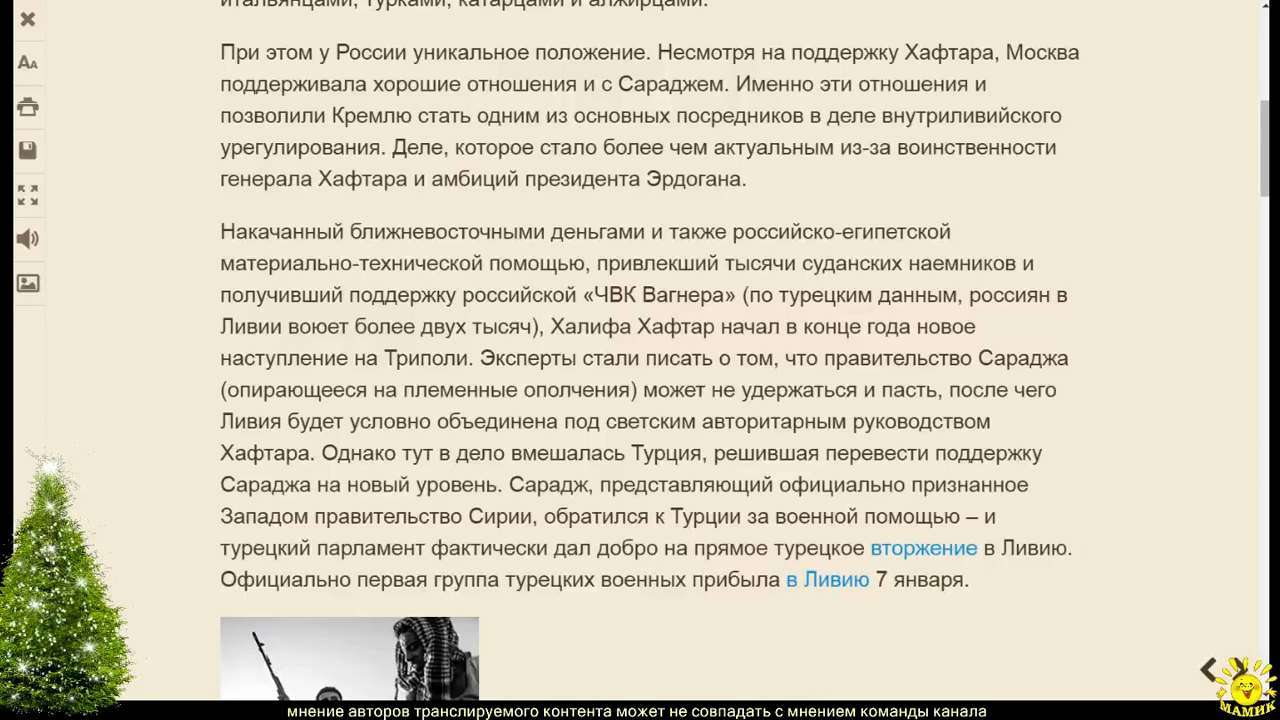 итальянцами, турками, катарцами и алжирцами.
При этом у России уникальное положение. Несмотря на поддержку Хафтара, Москва
поддерживала хорошие отношения и с Сараджем. Именно эти отношения и
позволили Кремлю стать одним из основных посредников в деле внутриливийского
урегулирования. Деле, которое стало более чем актуальным из-за воинственности
генерала Хафтара и амбиций президента Эрдогана.
Накачанный ближневосточными деньгами и также российско-египетской
материально-технической помощью, привлекший тысячи суданских наемников и
получивший поддержку российской «ЧВК Вагнера» (по турецким данным, россиян в
Ливии воюет более двух тысяч), Халифа Хафтар начал в конце года новое
наступление на Триполи. Эксперты стали писать о том, что правительство Сараджа
(опирающееся на племенные ополчения) может не удержаться и пасть, после чего
Ливия будет условно объединена под светским авторитарным руководством
Хафтара. Однако тут в дело вмешалась Турция, решившая перевести поддержку
Сараджа на новый уровень. Сарадж, представляющий официально признанное
Западом правительство Сирии, обратился к Турции за военной помощью – и
турецкий парламент фактически дал добро на прямое турецкое вторжение в Ливию.
Официально первая группа турецких военных прибыла в Ливию 7 января.
МАМИК
мнение авторов транслируемого контента может не совпадать с мнением команды канала